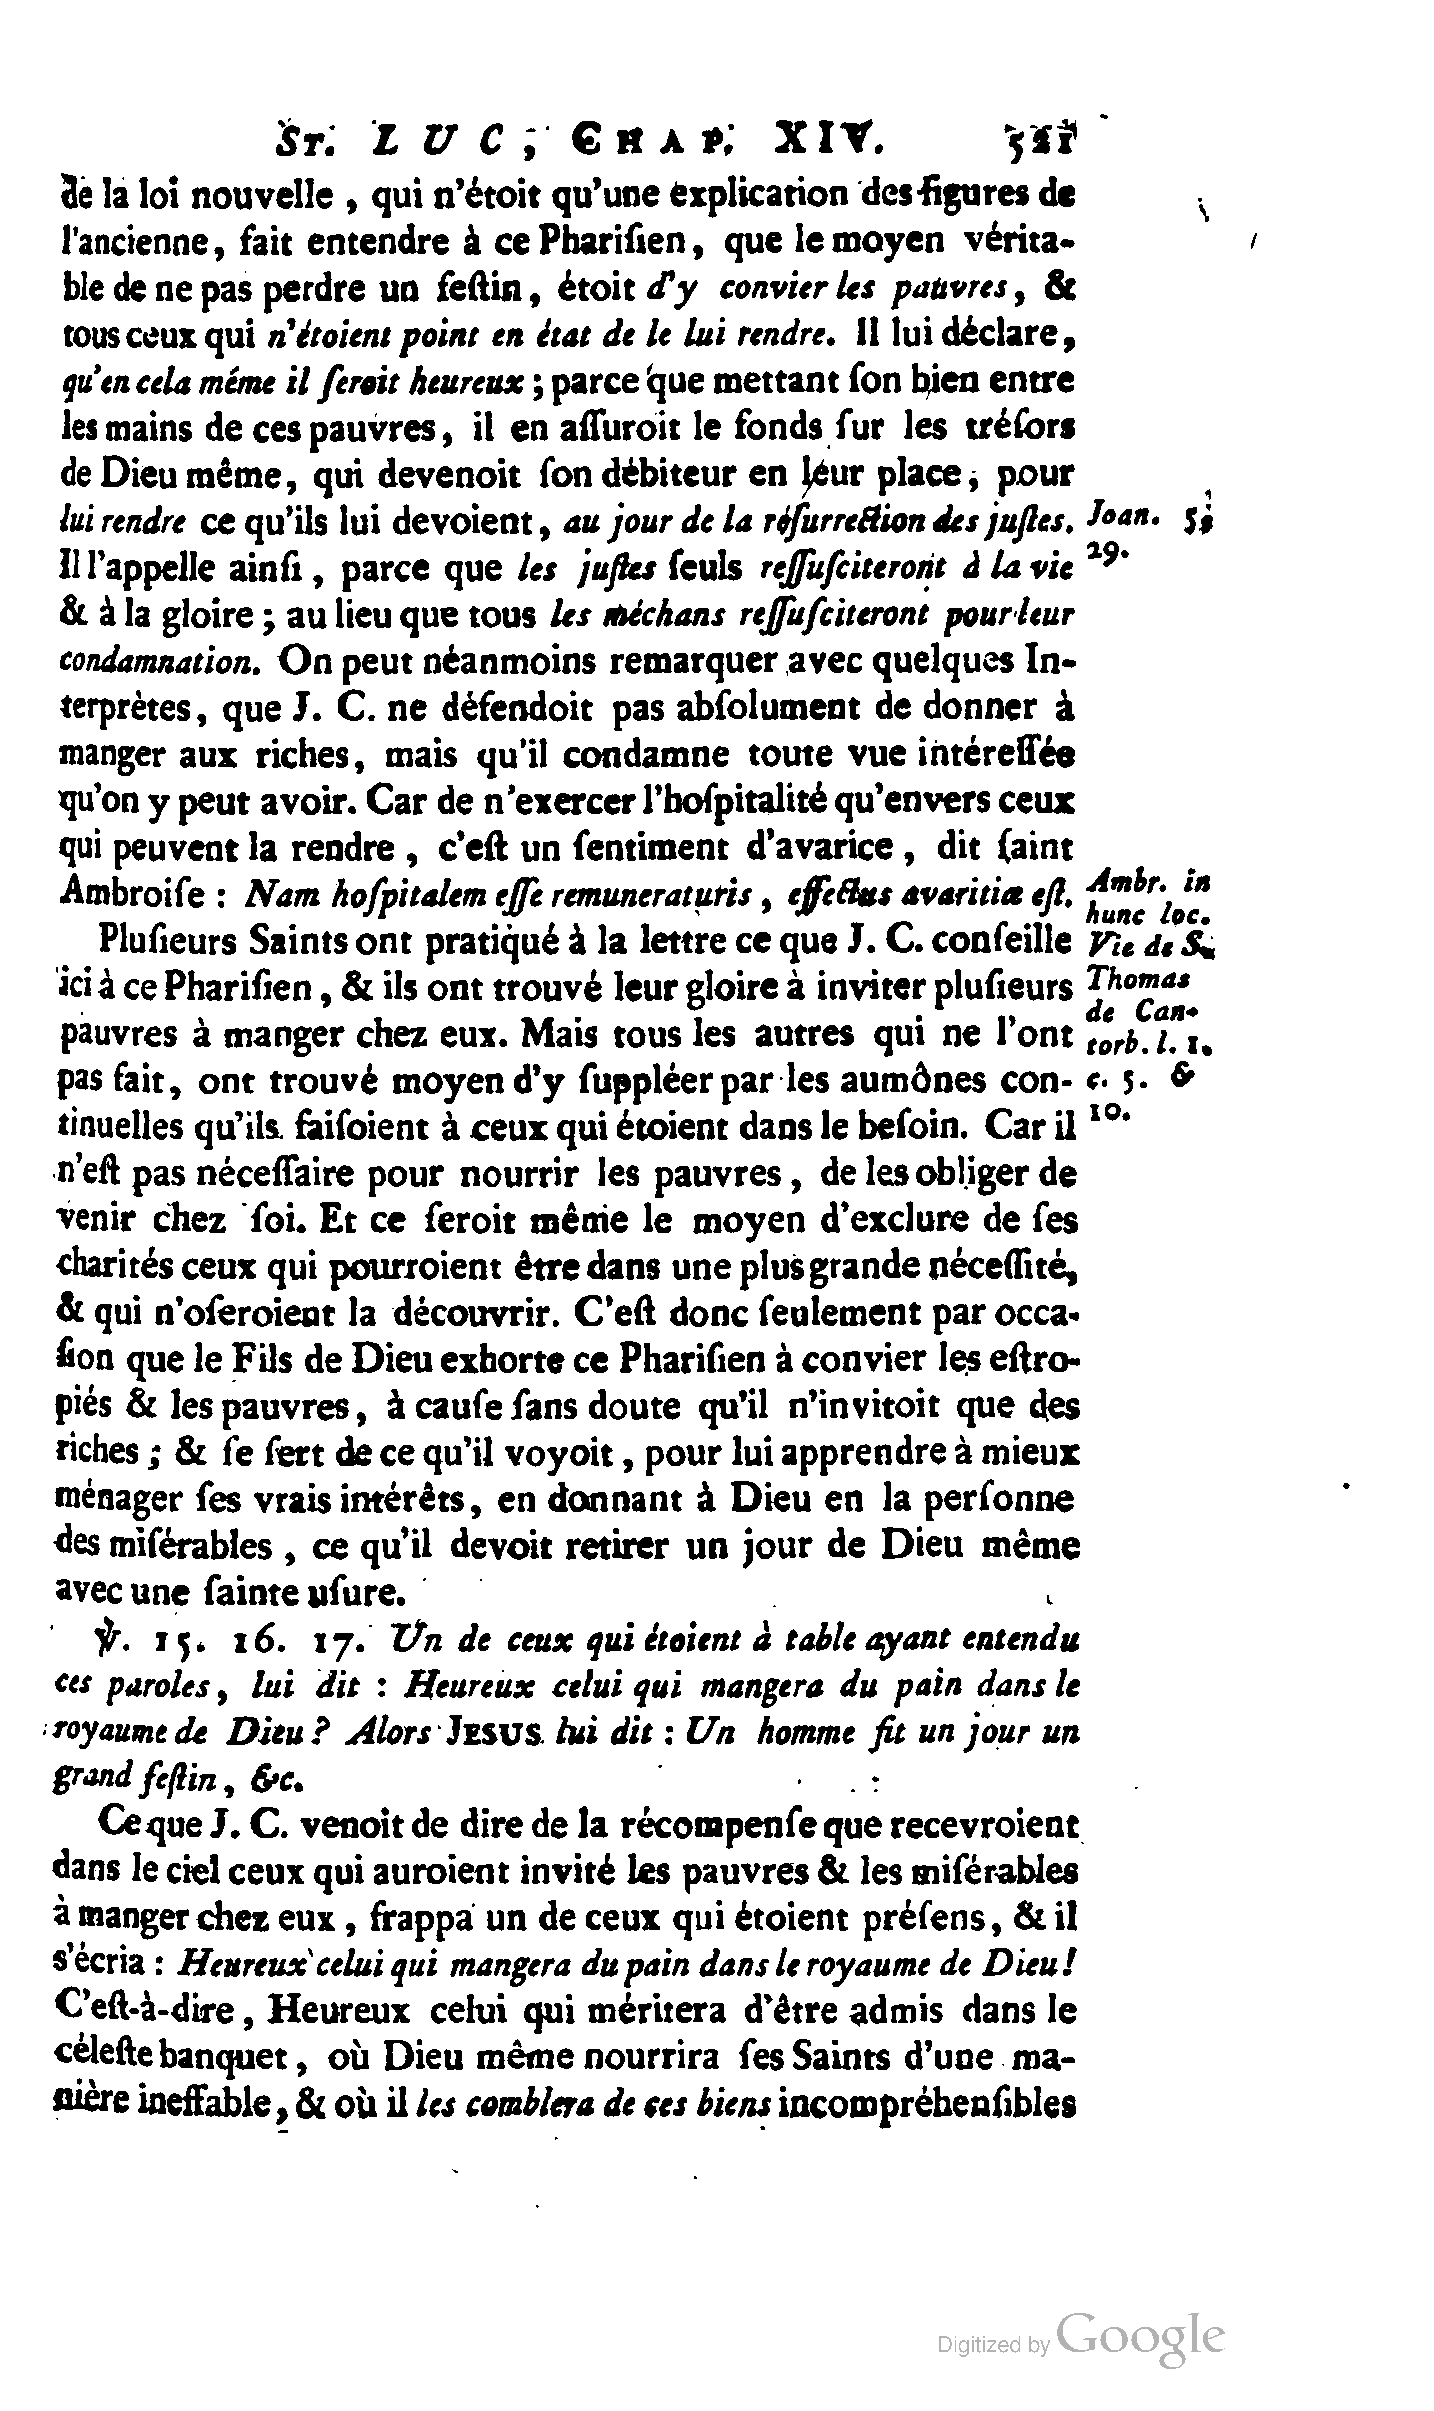 ST. LUC, CHAP. XIV. 521
de la loi nouvelle, qui n'étoit qu'une explication des figures de
l'ancienne, fait entendre à ce Phariſien, que le moyen vérita-
ble de ne pas perdre un feſtin, étoit d'y convier les pauvres, &
tous ceux qui n'étoient point en état de le lui rendre. Il lui déclare,
qu'en cela même il ſeroit heureux; parce que mettant ſon bien entre
les mains de ces pauvres, il en aſſuroit le fonds ſur les tréſors
de Dieu même, qui devenoit ſon débiteur en leur place, pour
lui rendre ce qu'ils lui devoient, au jour de la réſurrection des juſtes.
Joan. 5.
29.
Il l'appelle ainſi, parce que les juſtes ſeuls reſſuſciteront à la vie
& à la gloire; au lieu que tous les méchans reſſuſciteront pour leur
condamnation. On peut néanmoins remarquer avec quelques In-
terprètes, que J. C. ne défendoit pas abſolument de donner à
manger aux riches, mais qu'il condamne toute vue intéreſſée
qu'on y peut avoir. Car de n'exercer l'hoſpitalité qu'envers ceux
qui peuvent la rendre, c'eſt un ſentiment d'avarice, dit ſaint
Ambroiſe : Nam hoſpitalem eſſe remuneraturis, effectus avaritiæ eſt.
Ambr. in
hunc loc.
Pluſieurs Saints ont pratiqué à la lettre ce que J. C. conſeille
ici à ce Phariſien, & ils ont trouvé leur gloire à inviter pluſieurs
pauvres à manger chez eux. Mais tous les autres qui ne l'ont
pas fait, ont trouvé moyen d'y ſuppléer par les aumônes con-
tinuelles qu'ils faiſoient à ceux qui étoient dans le beſoin. Car il
Vie de S.
Thomas
de Can-
torb. l. 1.
c. 5. &
10.
n'eſt pas néceſſaire pour nourrir les pauvres, de les obliger de
venir chez ſoi. Et ce ſeroit même le moyen d'exclure de ſes
charités ceux qui pourroient être dans une plus grande néceſſité,
& qui n'oſeroient la découvrir. C'eſt donc ſeulement par occa-
ſion que le Fils de Dieu exhorte ce Phariſien à convier les eſtro-
piés & les pauvres, à cauſe ſans doute qu'il n'invitoit que des
riches; & ſe ſert de ce qu'il voyoit, pour lui apprendre à mieux
ménager ſes vrais intérêts, en donnant à Dieu en la perſonne
des miſérables, ce qu'il devoit retirer un jour de Dieu même
avec une ſainte uſure.
℣. 15. 16. 17. Un de ceux qui étoient à table ayant entendu
ces paroles, lui dit : Heureux celui qui mangera du pain dans le
royaume de Dieu? Alors JESUS lui dit : Un homme fit un jour un
grand feſtin, &c.
Ce que J. C. venoit de dire de la récompenſe que recevroient
dans le ciel ceux qui auroient invité les pauvres & les miſérables
à manger chez eux, frappa un de ceux qui étoient préſens, & il
s'écria : Heureux celui qui mangera du pain dans le royaume de Dieu!
C'eſt-à-dire, Heureux celui qui méritera d'être admis dans le
céleſte banquet, où Dieu même nourrira ſes Saints d'une ma-
nière ineffable, & où il les comblera de ces biens incompréhenſibles
Digitized by Google